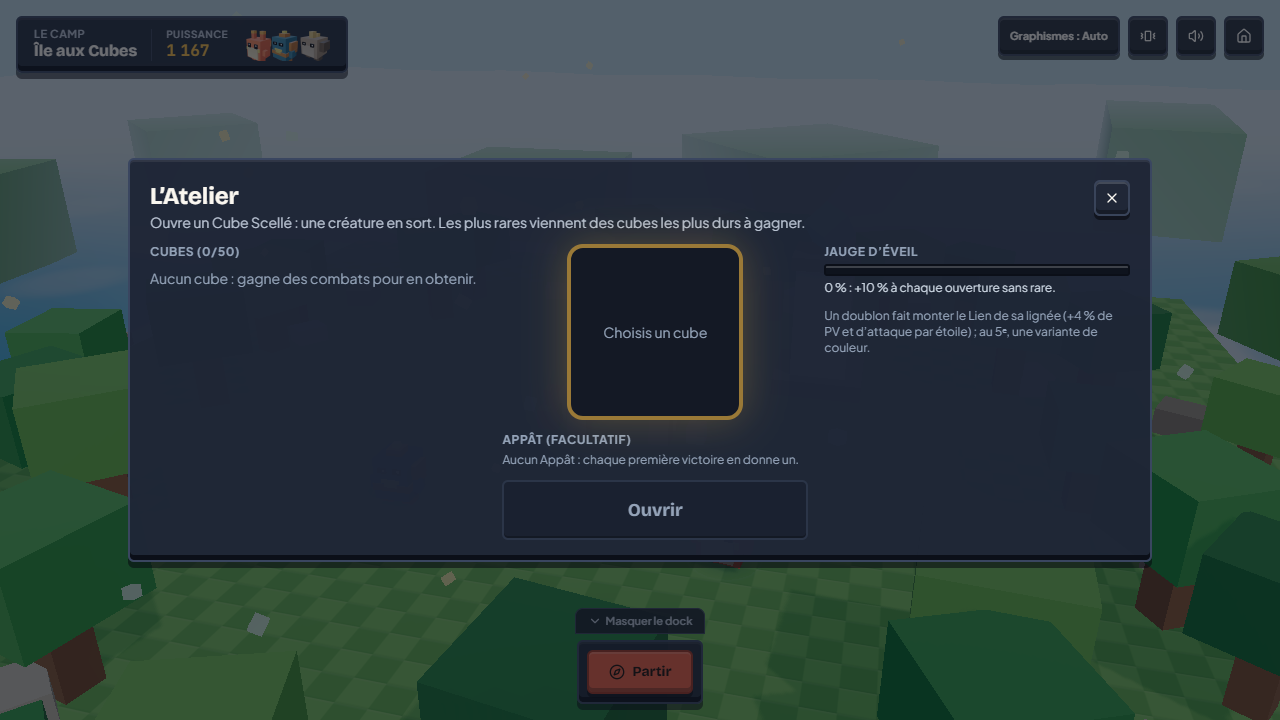 LE CAMP
Île aux Cubes
PUISSANCE
1 167
Graphismes : Auto
L'Atelier
Ouvre un Cube Scellé : une créature en sort. Les plus rares viennent des cubes les plus durs à gagner.
CUBES (0/50)
Aucun cube : gagne des combats pour en obtenir.
Choisis un cube
JAUGE D'ÉVEIL
0 % : +10 % à chaque ouverture sans rare.
Un doublon fait monter le Lien de sa lignée (+4 % de
PV et d'attaque par étoile) ; au 5ᵉ, une variante de
couleur.
APPÂT (FACULTATIF)
Aucun Appât : chaque première victoire en donne un.
Ouvrir
Masquer le dock
Partir